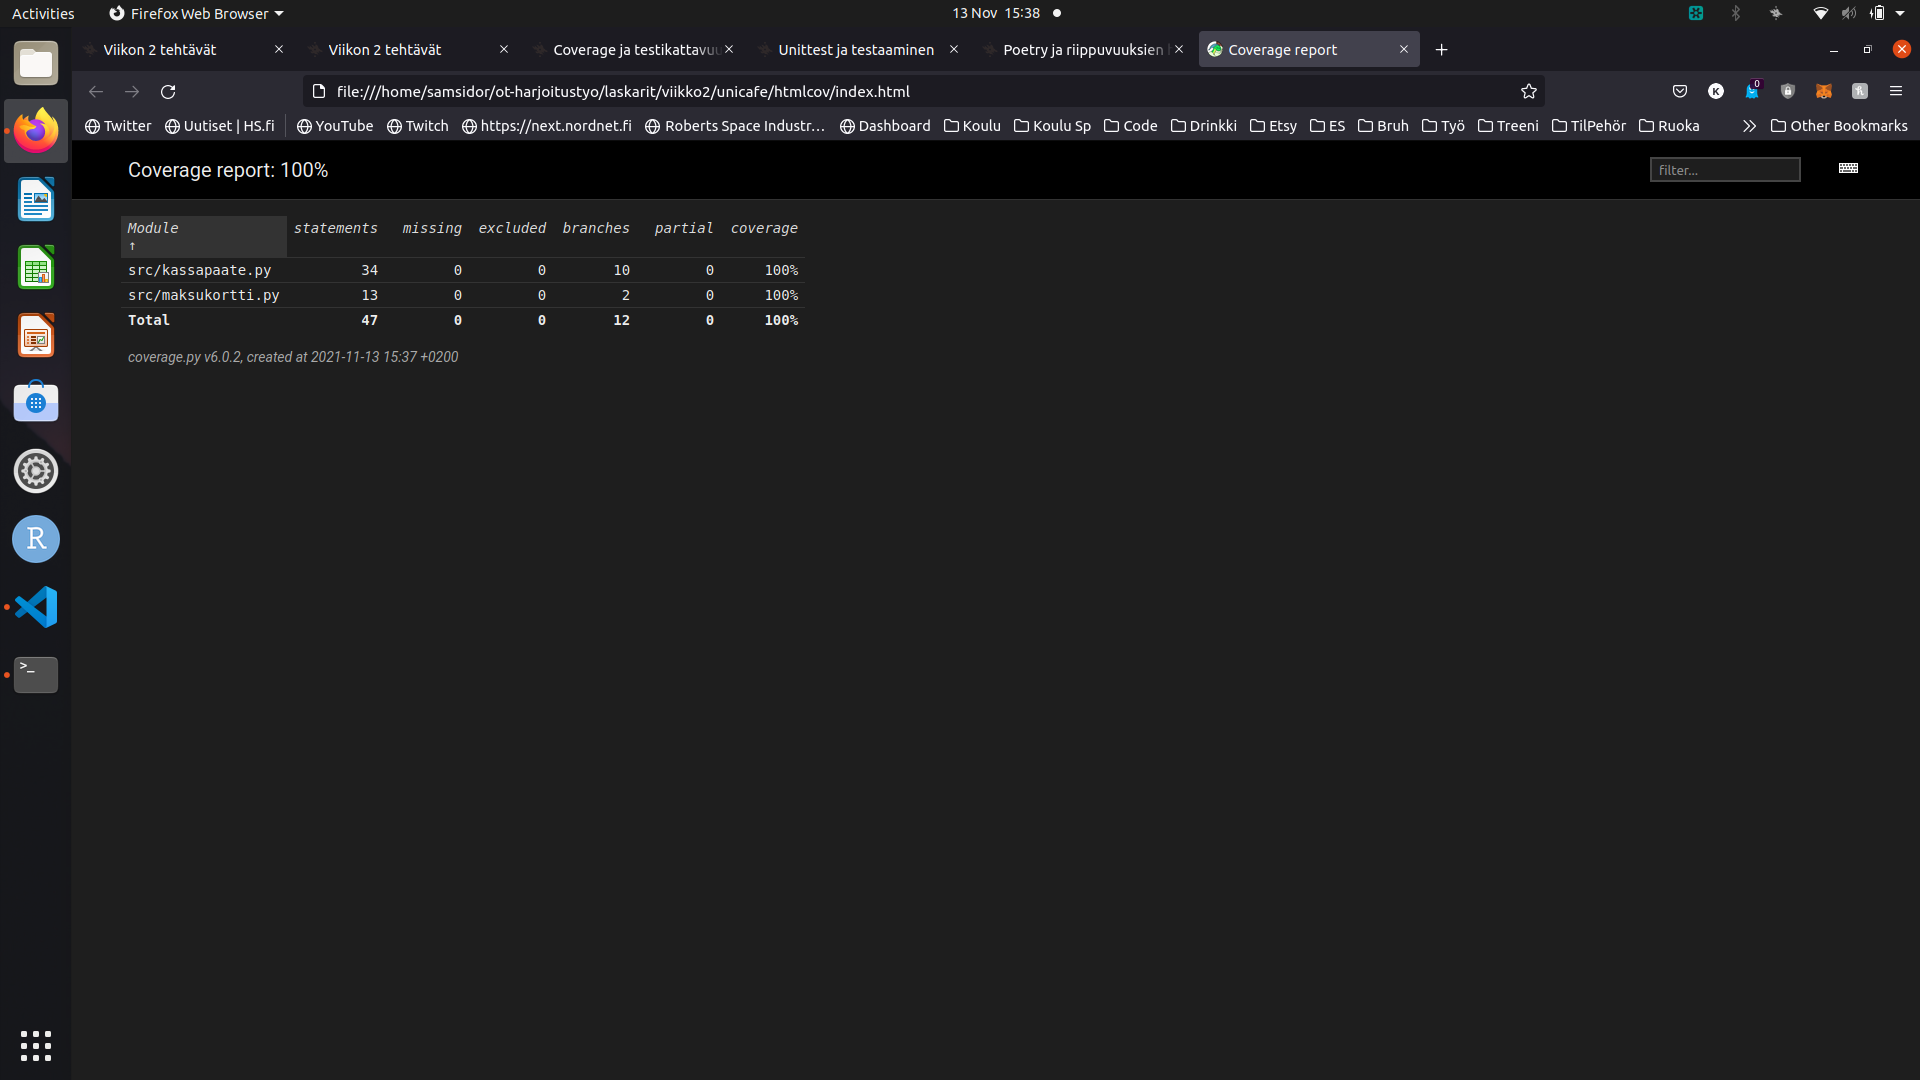 Activities Firefox Web Browser 13 Nov 15:38
Viikon 2 tehtävät Viikon 2 tehtävät Coverage ja testikattavuu Unittest ja testaaminen Poetry ja riippuvuuksien Coverage report
file:///home/samsidor/ot-harjoitustyo/laskarit/viikko2/unicafe/htmlcov/index.html K 0
Twitter Uutiset | HS.fi YouTube Twitch https://next.nordnet.fi Roberts Space Industr… Dashboard Koulu Koulu Sp Code Drinkki Etsy ES Bruh Työ Treeni TilPehör Ruoka Other Bookmarks
Coverage report: 100% filter...
Module ↑ statements missing excluded branches partial coverage
src/kassapaate.py 34 0 0 10 0 100%
src/maksukortti.py 13 0 0 2 0 100%
Total 47 0 0 12 0 100%
coverage.py v6.0.2, created at 2021-11-13 15:37 +0200
R
>_